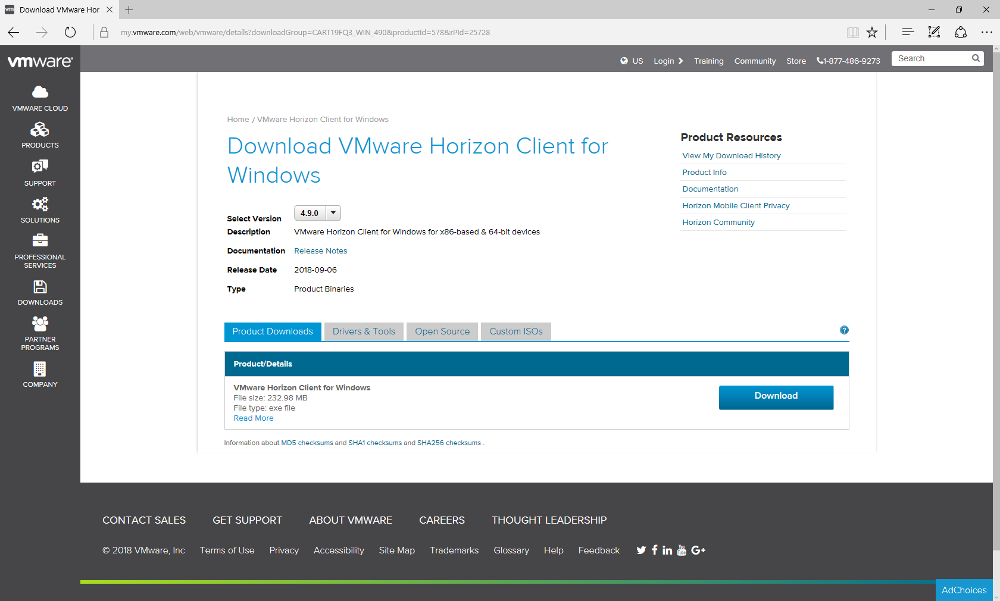 Download VMware Hor
my.vmware.com/web/vmware/details?downloadGroup=CART19FQ3_WIN_490&productId=578&rPId=25728
vmware®
US
Login
Training
Community
Store
1-877-486-9273
Search
VMWARE CLOUD
PRODUCTS
SUPPORT
SOLUTIONS
PROFESSIONAL
SERVICES
DOWNLOADS
PARTNER
PROGRAMS
COMPANY
Home / VMware Horizon Client for Windows
Download VMware Horizon Client for
Windows
Select Version 4.9.0
Description VMware Horizon Client for Windows for x86-based & 64-bit devices
Documentation Release Notes
Release Date 2018-09-06
Type Product Binaries
Product Resources
View My Download History
Product Info
Documentation
Horizon Mobile Client Privacy
Horizon Community
Product Downloads
Drivers & Tools
Open Source
Custom ISOs
?
Product/Details
VMware Horizon Client for Windows
File size: 232.98 MB
File type: exe file
Read More
Download
Information about MD5 checksums and SHA1 checksums and SHA256 checksums .
CONTACT SALES GET SUPPORT ABOUT VMWARE CAREERS THOUGHT LEADERSHIP
© 2018 VMware, Inc Terms of Use Privacy Accessibility Site Map Trademarks Glossary Help Feedback
You Tube
G+
AdChoices